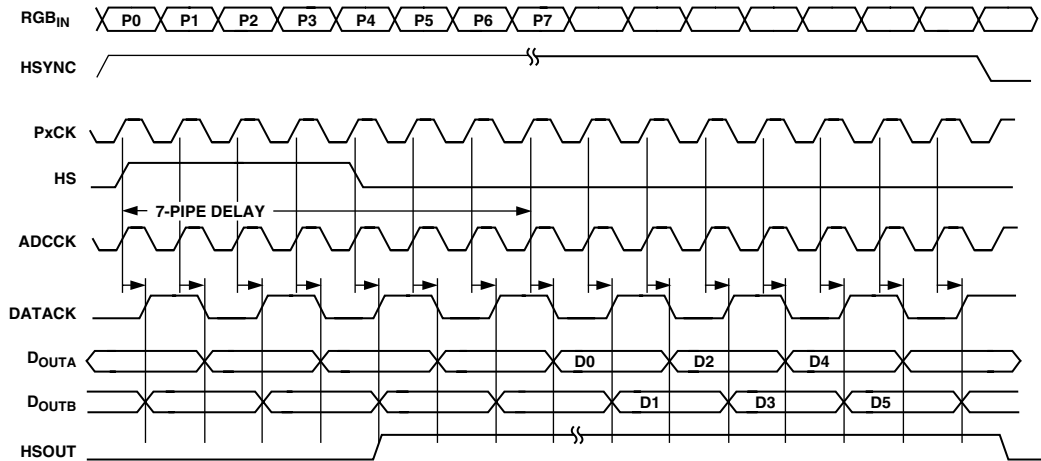 RGBIN P0 P1 P2 P3 P4 P5 P6 P7
HSYNC
PxCK
HS
7-PIPE DELAY
ADCCK
DATACK
DOUTA D0 D2 D4
DOUTB D1 D3 D5
HSOUT